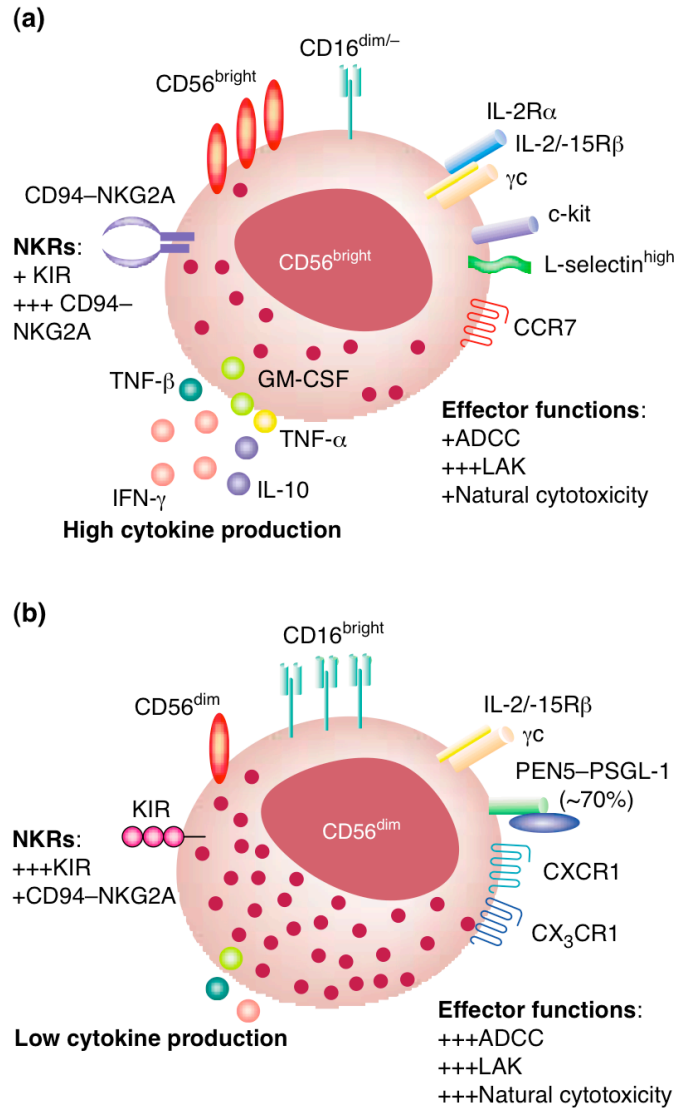 (a)
CD16dim/–
CD56bright
IL-2Rα
IL-2/-15Rβ
γc
CD94–NKG2A
c-kit
NKRs:
+ KIR
+++ CD94–
NKG2A
CD56bright
L-selectinhigh
CCR7
TNF-β
GM-CSF
TNF-α
IFN-γ
IL-10
High cytokine production
Effector functions:
+ADCC
+++LAK
+Natural cytotoxicity
(b)
CD16bright
CD56dim
IL-2/-15Rβ
γc
PEN5–PSGL-1
(~70%)
KIR
CD56dim
NKRs:
+++KIR
+CD94–NKG2A
CXCR1
CX3CR1
Low cytokine production
Effector functions:
+++ADCC
+++LAK
+++Natural cytotoxicity